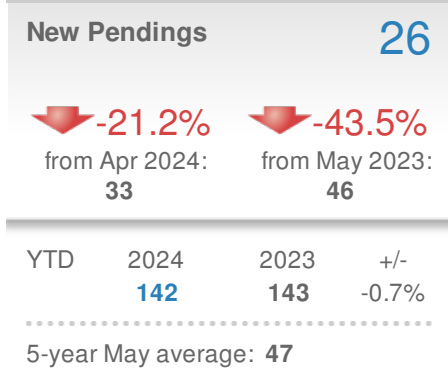 New Pendings 26
-21.2% -43.5%
from Apr 2024: from May 2023:
33 46
YTD 2024 2023 +/-
142 143 -0.7%
5-year May average: 47